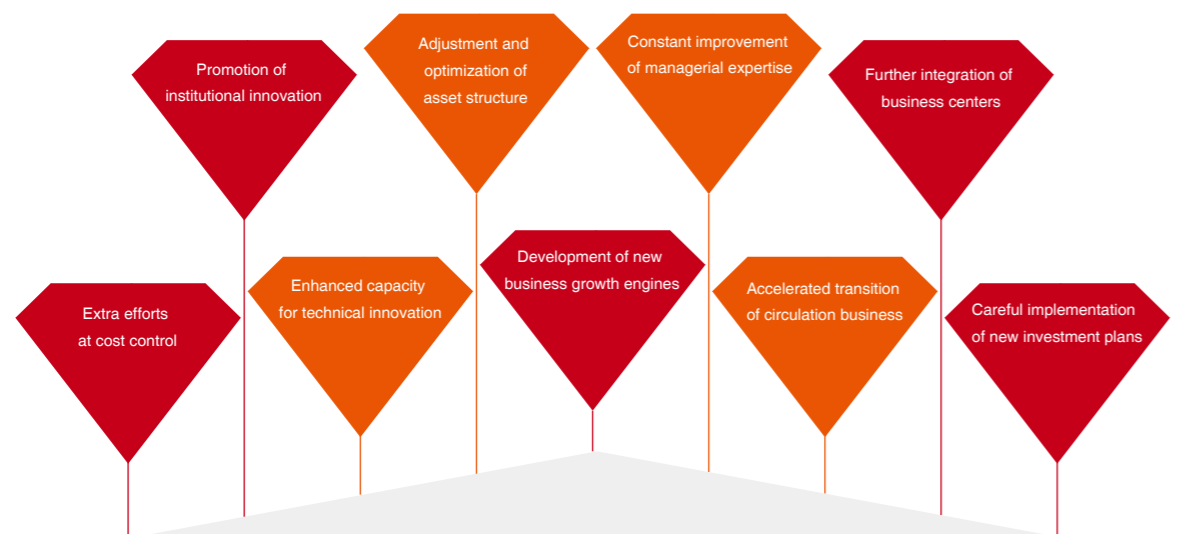 Promotion of
institutional innovation
Adjustment and
optimization of
asset structure
Constant improvement
of managerial expertise
Further integration of
business centers
Extra efforts
at cost control
Enhanced capacity
for technical innovation
Development of new
business growth engines
Accelerated transition
of circulation business
Careful implementation
of new investment plans